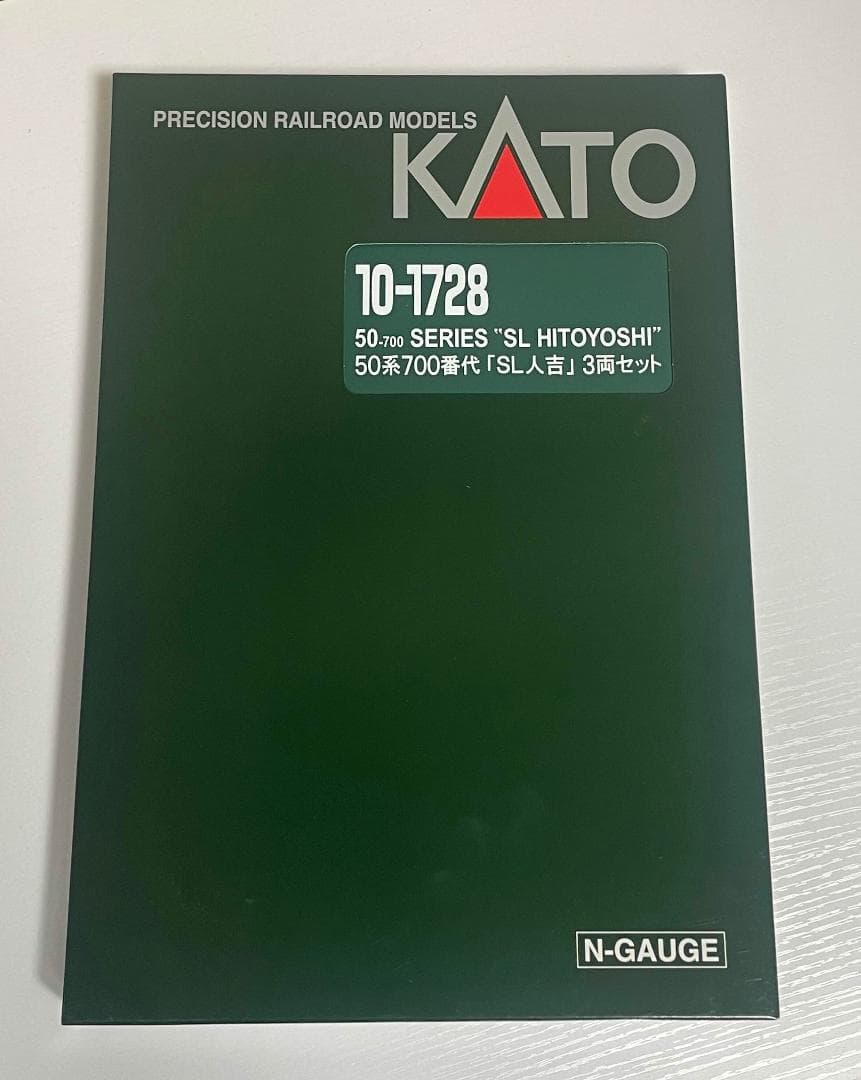 PRECISION RAILROAD MODELS
KATO
10-1728
50-700 SERIES "SL HITOYOSHI"
50系700番代「SL人吉」3両セット
N-GAUGE